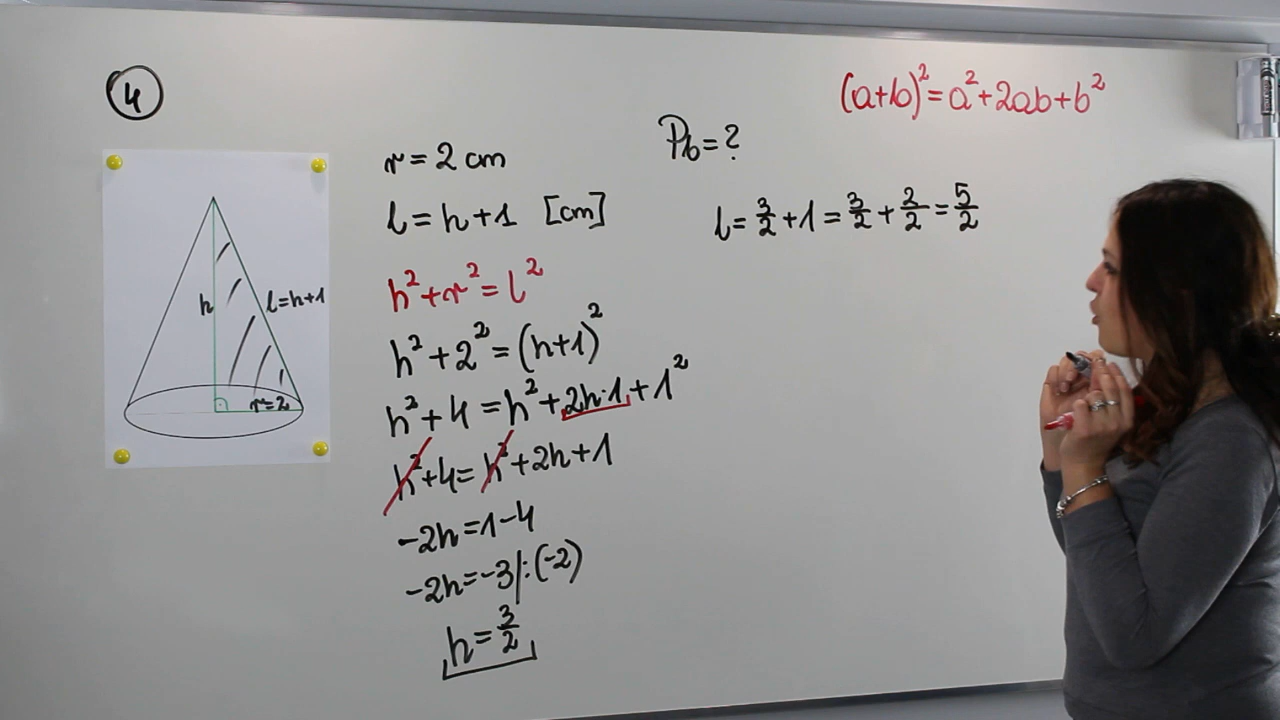 4
(a+b)²=a²+2ab+b²
r=2 cm
Pb=?
l=h+1 [cm]
l=3/2+1=3/2+2/2=5/2
h²+r²=l²
h
l=h+1
r=2
h²+2²=(h+1)²
h²+4=h²+2h·1+1²
h²+4=h²+2h+1
-2h=1-4
-2h=-3|:(-2)
h=3/2